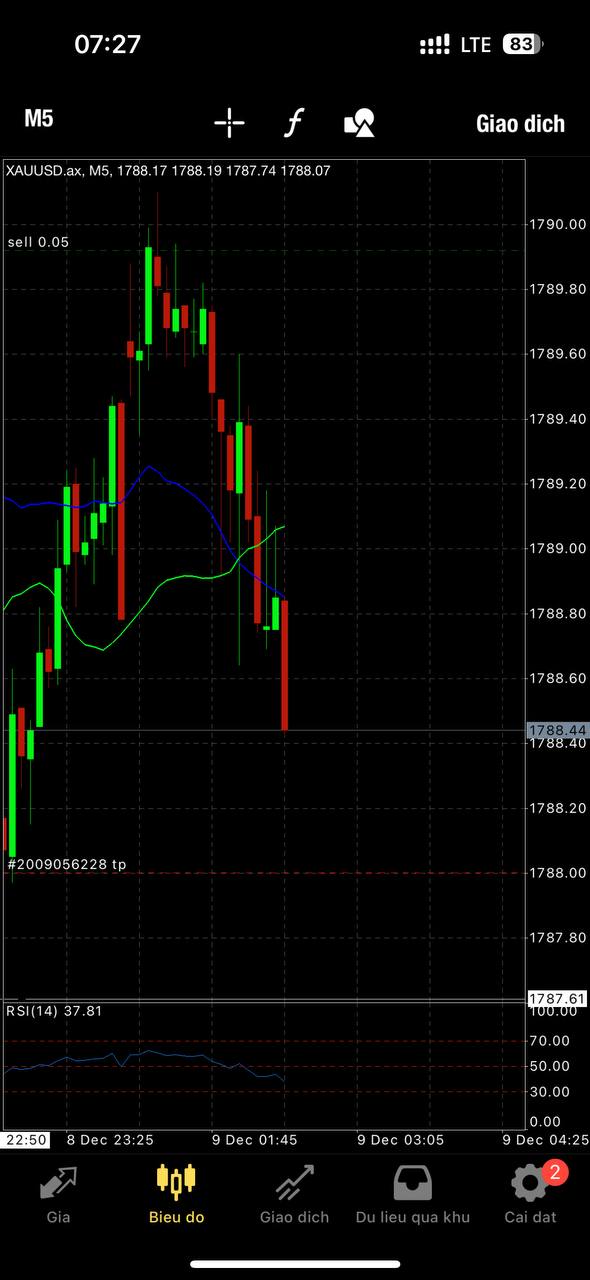 07:27
LTE 83
M5
Giao dich
XAUUSD.ax, M5, 1788.17 1788.19 1787.74 1788.07
1790.00
sell 0.05
1789.80
1789.60
1789.40
1789.20
1789.00
1788.80
1788.60
1788.44
1788.40
1788.20
#2009056228 tp
1788.00
1787.80
1787.61
RSI(14) 37.81
100.00
70.00
50.00
30.00
0.00
22:50 8 Dec 23:25 9 Dec 01:45 9 Dec 03:05 9 Dec 04:25
2
Gia Bieu do Giao dich Du lieu qua khu Cai dat